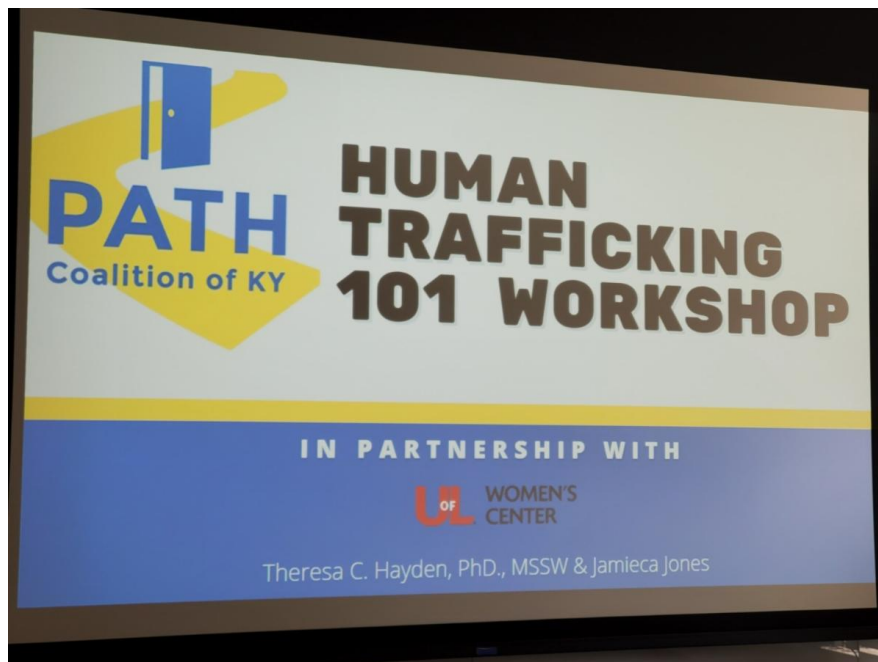 PATH
Coalition of KY
HUMAN
TRAFFICKING
101 WORKSHOP
IN PARTNERSHIP WITH
UofL WOMEN'S
CENTER
Theresa C. Hayden, PhD., MSSW & Jamieca Jones